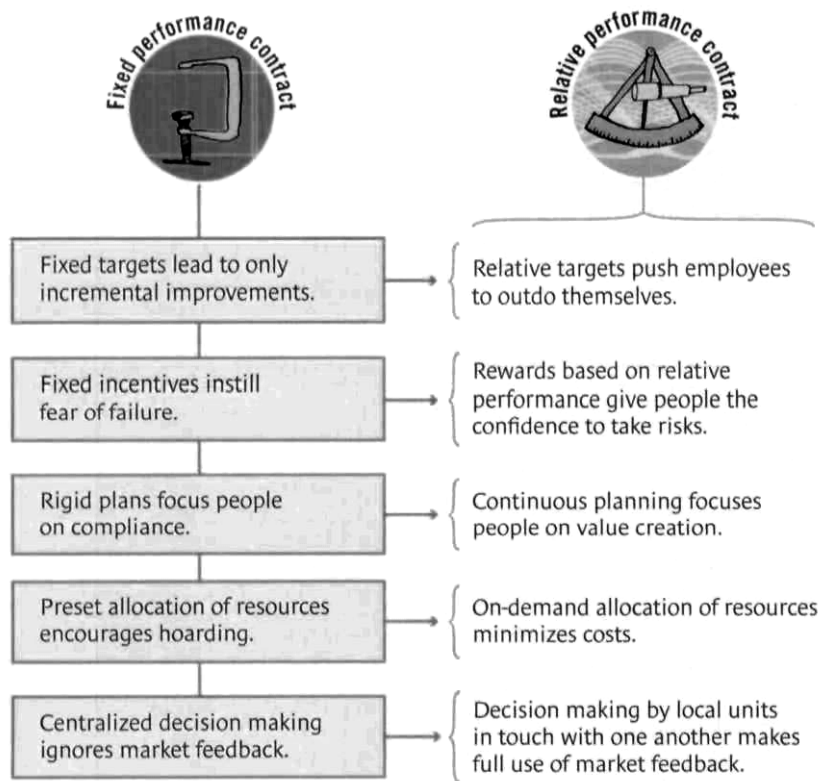 Fixed performance contract
Relative performance contract
Fixed targets lead to only
incremental improvements.
Relative targets push employees
to outdo themselves.
Fixed incentives instill
fear of failure.
Rewards based on relative
performance give people the
confidence to take risks.
Rigid plans focus people
on compliance.
Continuous planning focuses
people on value creation.
Preset allocation of resources
encourages hoarding.
On-demand allocation of resources
minimizes costs.
Centralized decision making
ignores market feedback.
Decision making by local units
in touch with one another makes
full use of market feedback.